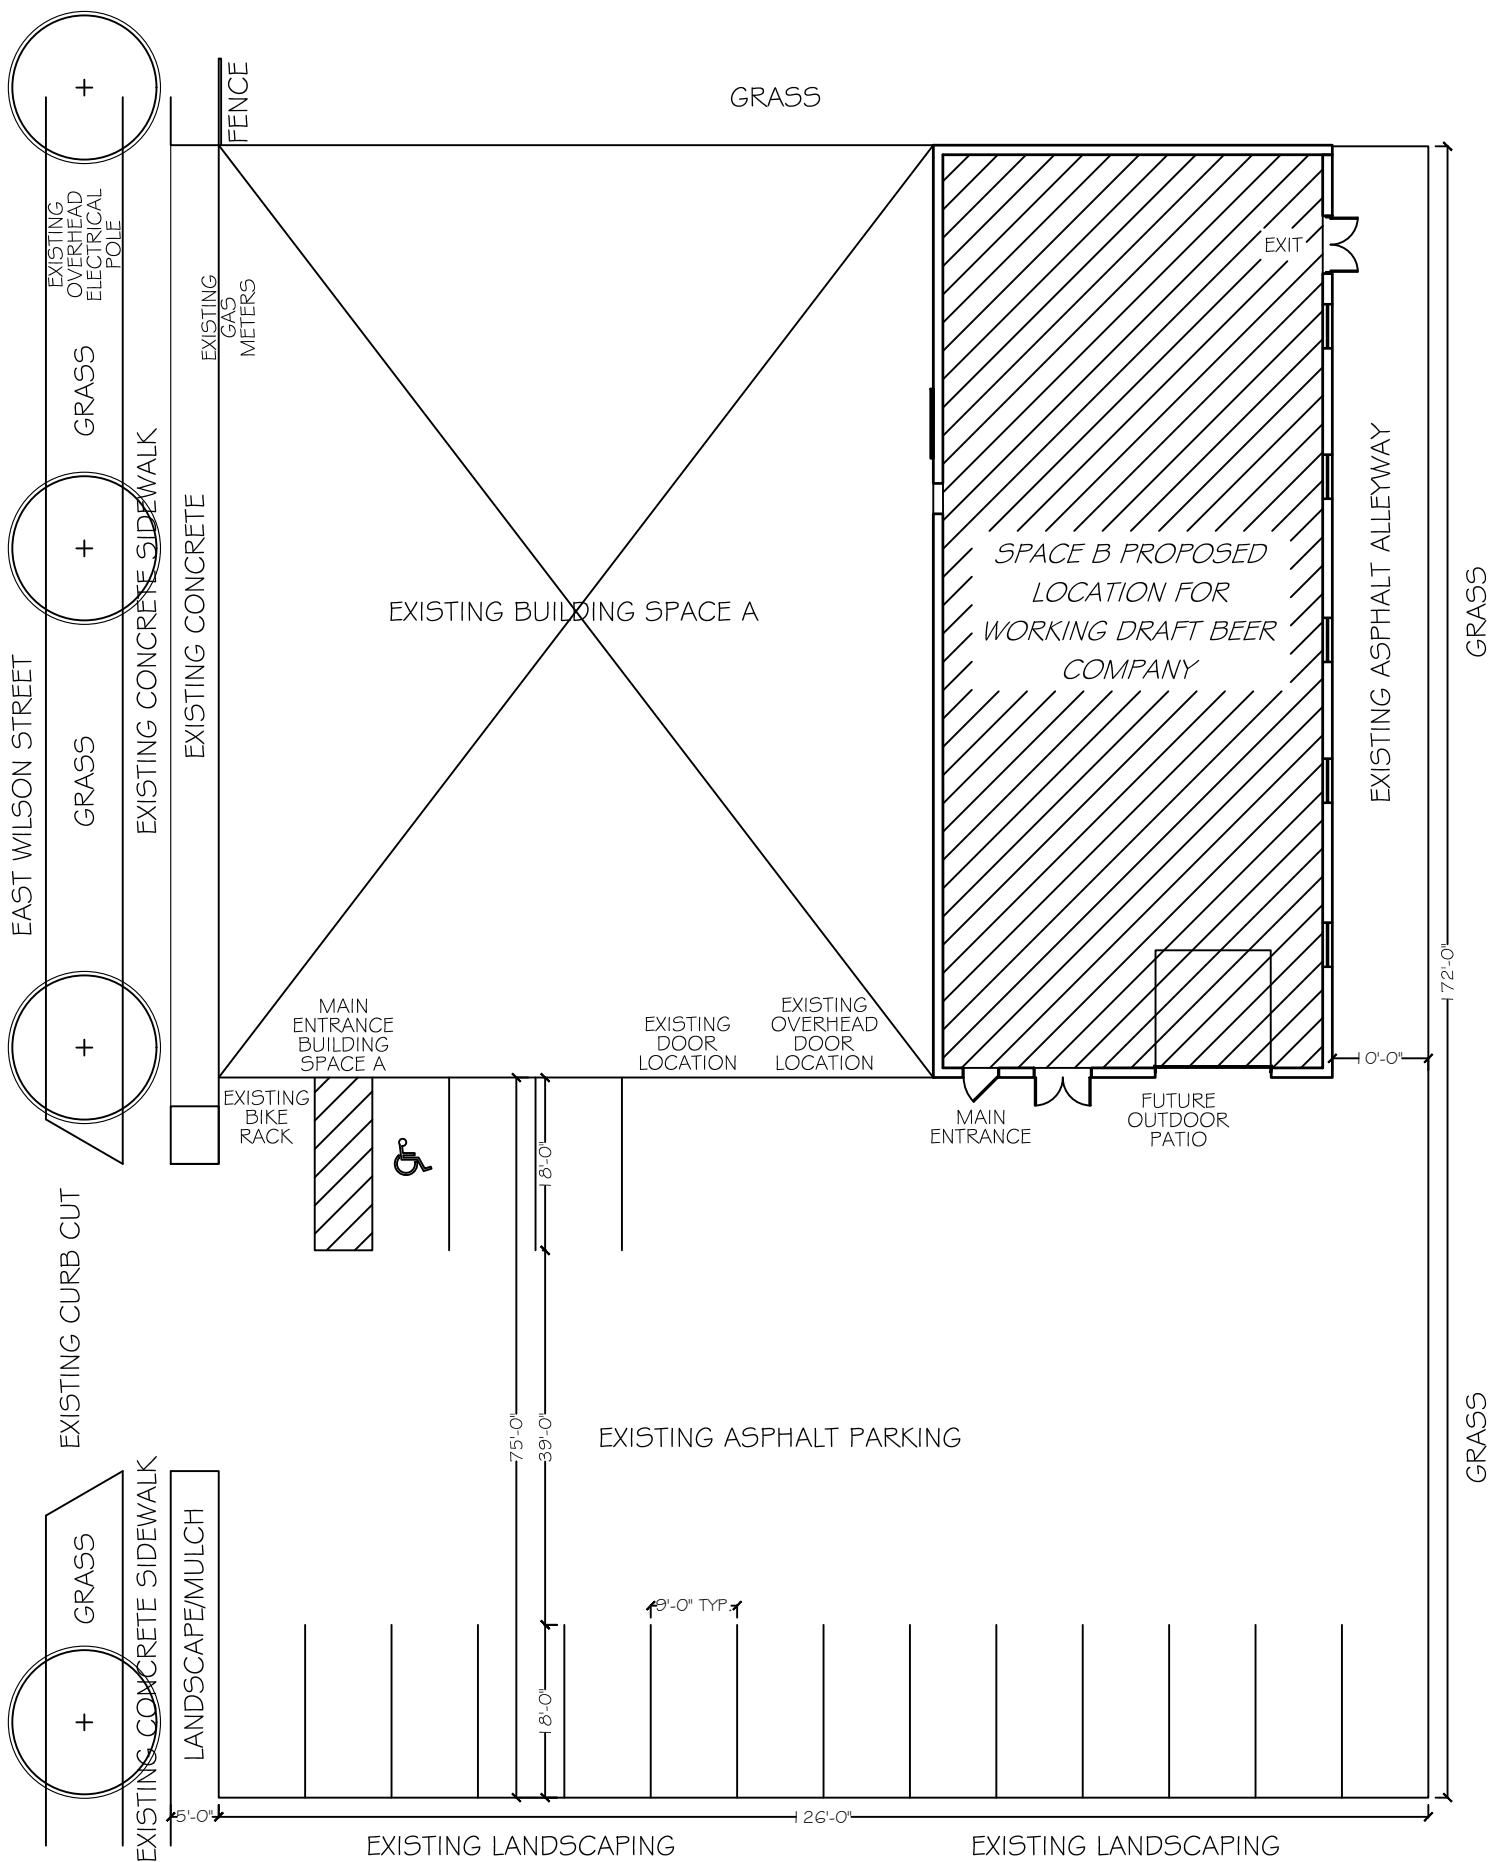 FENCE
GRASS
EXISTING
OVERHEAD
ELECTRICAL
POLE
EXIT
EXISTING
GAS
METERS
GRASS
EXISTING CONCRETE SIDEWALK
EXISTING CONCRETE
EXISTING BUILDING SPACE A
SPACE B PROPOSED
LOCATION FOR
WORKING DRAFT BEER
COMPANY
EXISTING ASPHALT ALLEYWAY
GRASS
EAST WILSON STREET
GRASS
172'-0"
MAIN
ENTRANCE
BUILDING
SPACE A
EXISTING
DOOR
LOCATION
EXISTING
OVERHEAD
DOOR
LOCATION
10'-0"
EXISTING
BIKE
RACK
MAIN
ENTRANCE
FUTURE
OUTDOOR
PATIO
18'-0"
EXISTING CURB CUT
75'-0"
39'-0"
EXISTING ASPHALT PARKING
GRASS
GRASS
EXISTING CONCRETE SIDEWALK
LANDSCAPE/MULCH
9'-0" TYP.
18'-0"
5'-0"
126'-0"
EXISTING LANDSCAPING
EXISTING LANDSCAPING